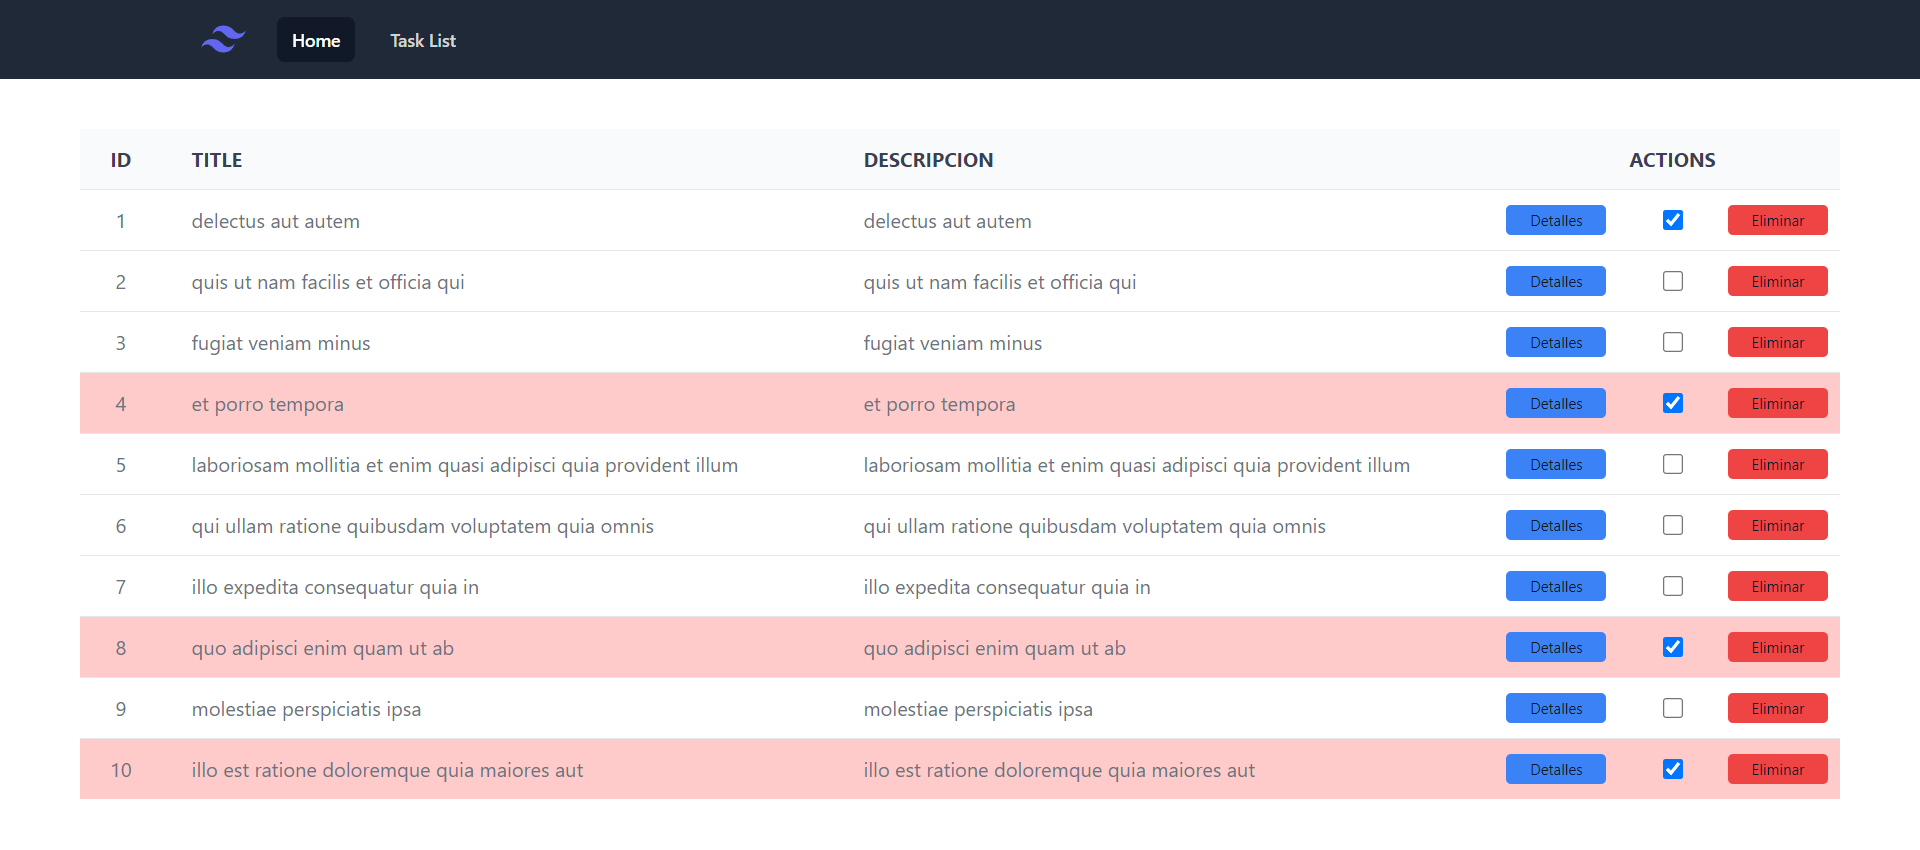 Home Task List
ID TITLE DESCRIPCION ACTIONS
1 delectus aut autem delectus aut autem Detalles Eliminar
2 quis ut nam facilis et officia qui quis ut nam facilis et officia qui Detalles Eliminar
3 fugiat veniam minus fugiat veniam minus Detalles Eliminar
4 et porro tempora et porro tempora Detalles Eliminar
5 laboriosam mollitia et enim quasi adipisci quia provident illum laboriosam mollitia et enim quasi adipisci quia provident illum Detalles Eliminar
6 qui ullam ratione quibusdam voluptatem quia omnis qui ullam ratione quibusdam voluptatem quia omnis Detalles Eliminar
7 illo expedita consequatur quia in illo expedita consequatur quia in Detalles Eliminar
8 quo adipisci enim quam ut ab quo adipisci enim quam ut ab Detalles Eliminar
9 molestiae perspiciatis ipsa molestiae perspiciatis ipsa Detalles Eliminar
10 illo est ratione doloremque quia maiores aut illo est ratione doloremque quia maiores aut Detalles Eliminar